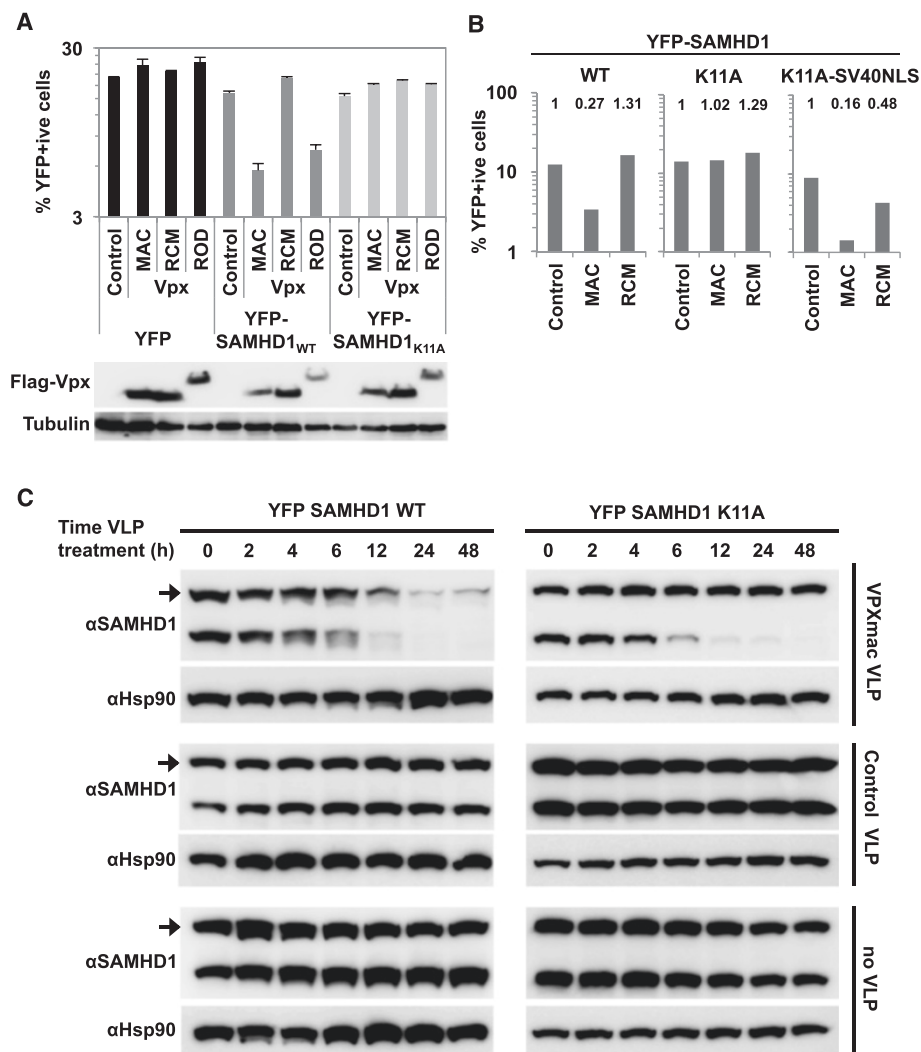 A
30
3
% YFP+ive cells
Control
MAC
RCM
ROD
Control
MAC
RCM
ROD
Control
MAC
RCM
ROD
Vpx
Vpx
Vpx
YFP
YFP-
SAMHD1WT
YFP-
SAMHD1K11A
Flag-Vpx
Tubulin
B
YFP-SAMHD1
WT
K11A
K11A-SV40NLS
100
10
1
% YFP+ive cells
1 0.27 1.31
1 1.02 1.29
1 0.16 0.48
Control
MAC
RCM
Control
MAC
RCM
Control
MAC
RCM
C
YFP SAMHD1 WT
YFP SAMHD1 K11A
Time VLP
treatment (h)
0 2 4 6 12 24 48
0 2 4 6 12 24 48
αSAMHD1
αHsp90
VPXmac VLP
αSAMHD1
αHsp90
Control VLP
αSAMHD1
αHsp90
no VLP